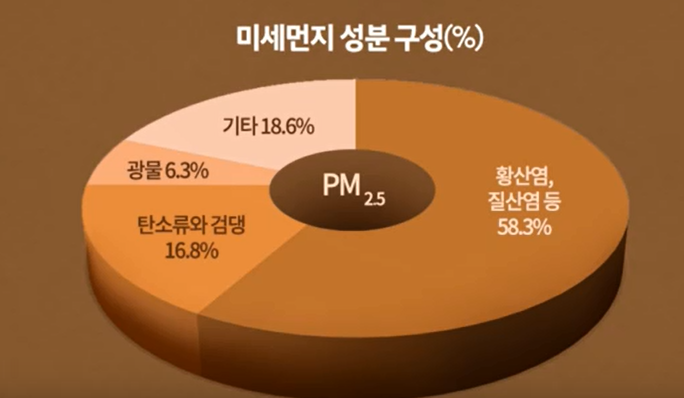 미세먼지 성분 구성(%)
기타 18.6%
광물 6.3%
탄소류와 검댕
16.8%
PM2.5
황산염,
질산염 등
58.3%